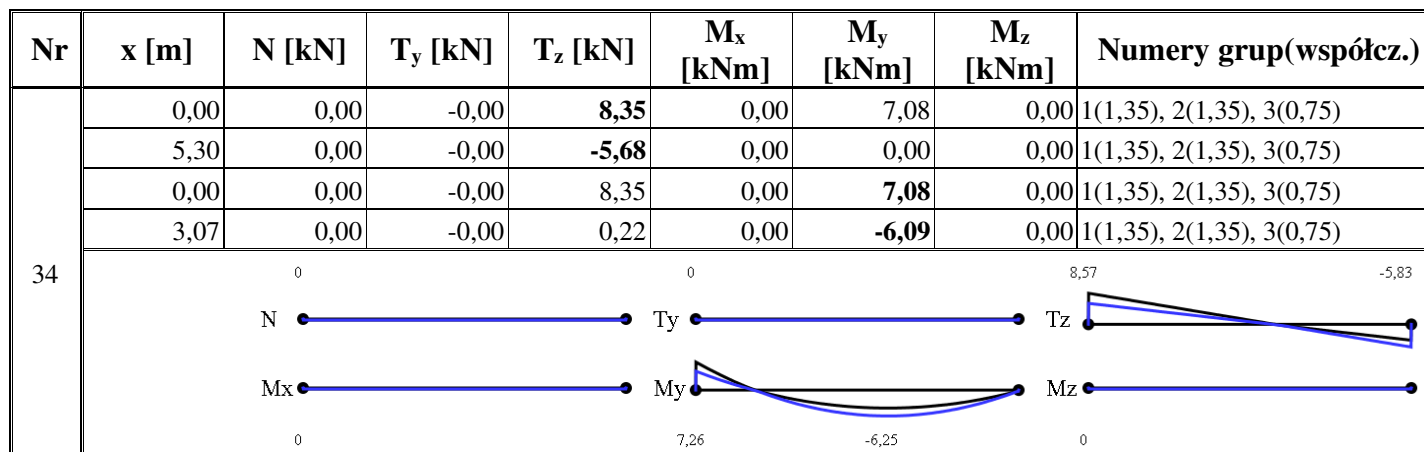 Nr x [m] N [kN] Ty [kN] Tz [kN] Mx [kNm] My [kNm] Mz [kNm] Numery grup(współcz.)
0,00 0,00 -0,00 8,35 0,00 7,08 0,00 1(1,35), 2(1,35), 3(0,75)
5,30 0,00 -0,00 -5,68 0,00 0,00 0,00 1(1,35), 2(1,35), 3(0,75)
0,00 0,00 -0,00 8,35 0,00 7,08 0,00 1(1,35), 2(1,35), 3(0,75)
3,07 0,00 -0,00 0,22 0,00 -6,09 0,00 1(1,35), 2(1,35), 3(0,75)
34 0 0 8,57 -5,83
N Ty Tz
Mx My Mz
0 7,26 -6,25 0